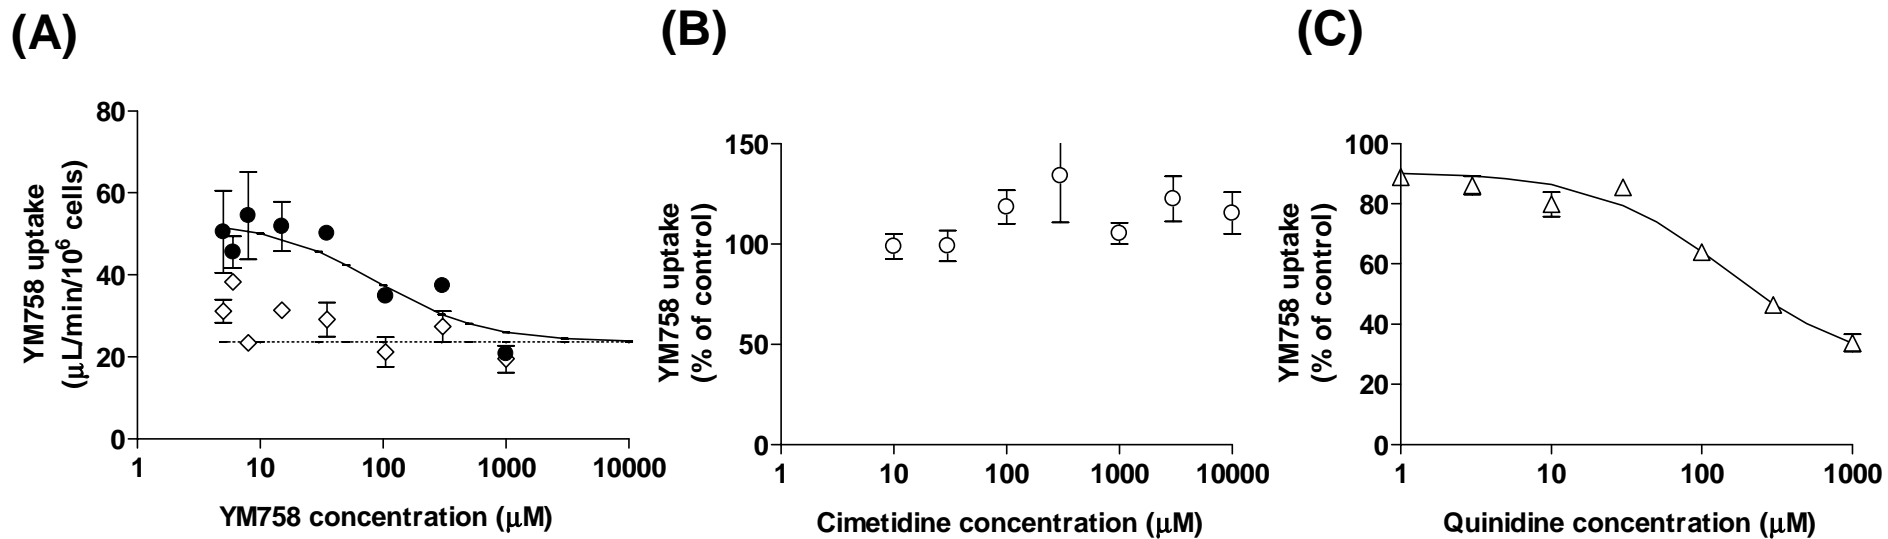 (A)
80
60
40
20
0
1
10
100
1000
10000
YM758 uptake
(μL/min/10⁶ cells)
YM758 concentration (μM)
(B)
150
100
50
0
1
10
100
1000
10000
YM758 uptake
(% of control)
Cimetidine concentration (μM)
(C)
100
80
60
40
20
0
1
10
100
1000
YM758 uptake
(% of control)
Quinidine concentration (μM)